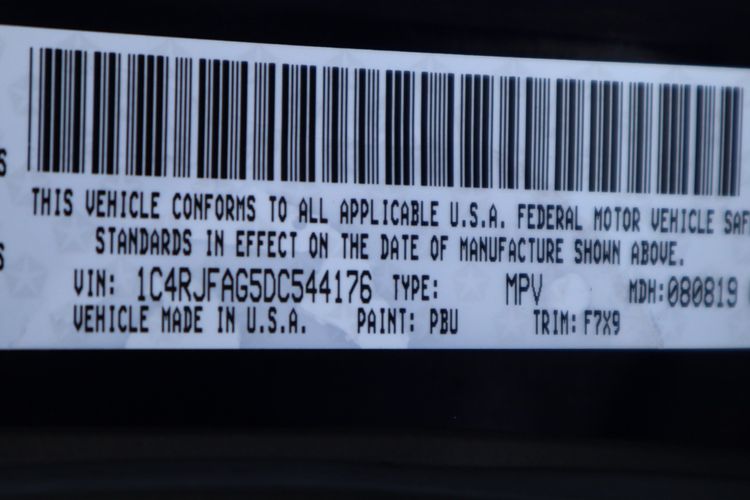 THIS VEHICLE CONFORMS TO ALL APPLICABLE U.S.A. FEDERAL MOTOR VEHICLE SAF
STANDARDS IN EFFECT ON THE DATE OF MANUFACTURE SHOWN ABOVE.
VIN: 1C4RJFAG5DC544176 TYPE: MPV MDH:080819
VEHICLE MADE IN U.S.A. PAINT: PBU TRIM: F7X9